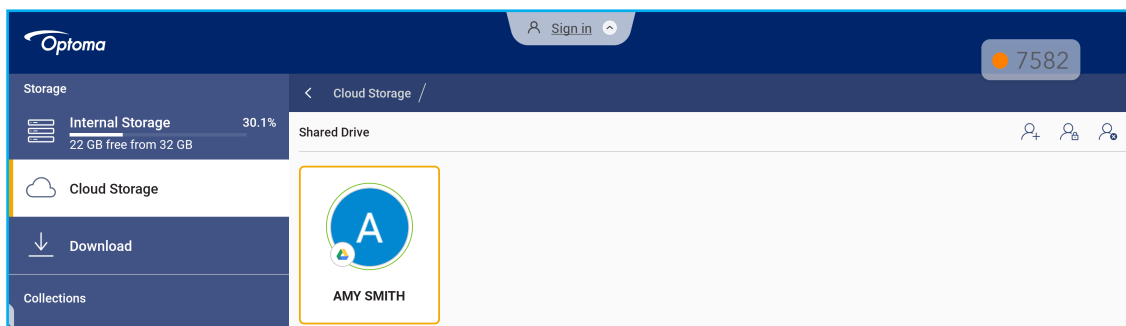 Optoma
Sign in
7582
Storage
Cloud Storage /
Internal Storage 30.1%
22 GB free from 32 GB
Shared Drive
Cloud Storage
A
Download
AMY SMITH
Collections